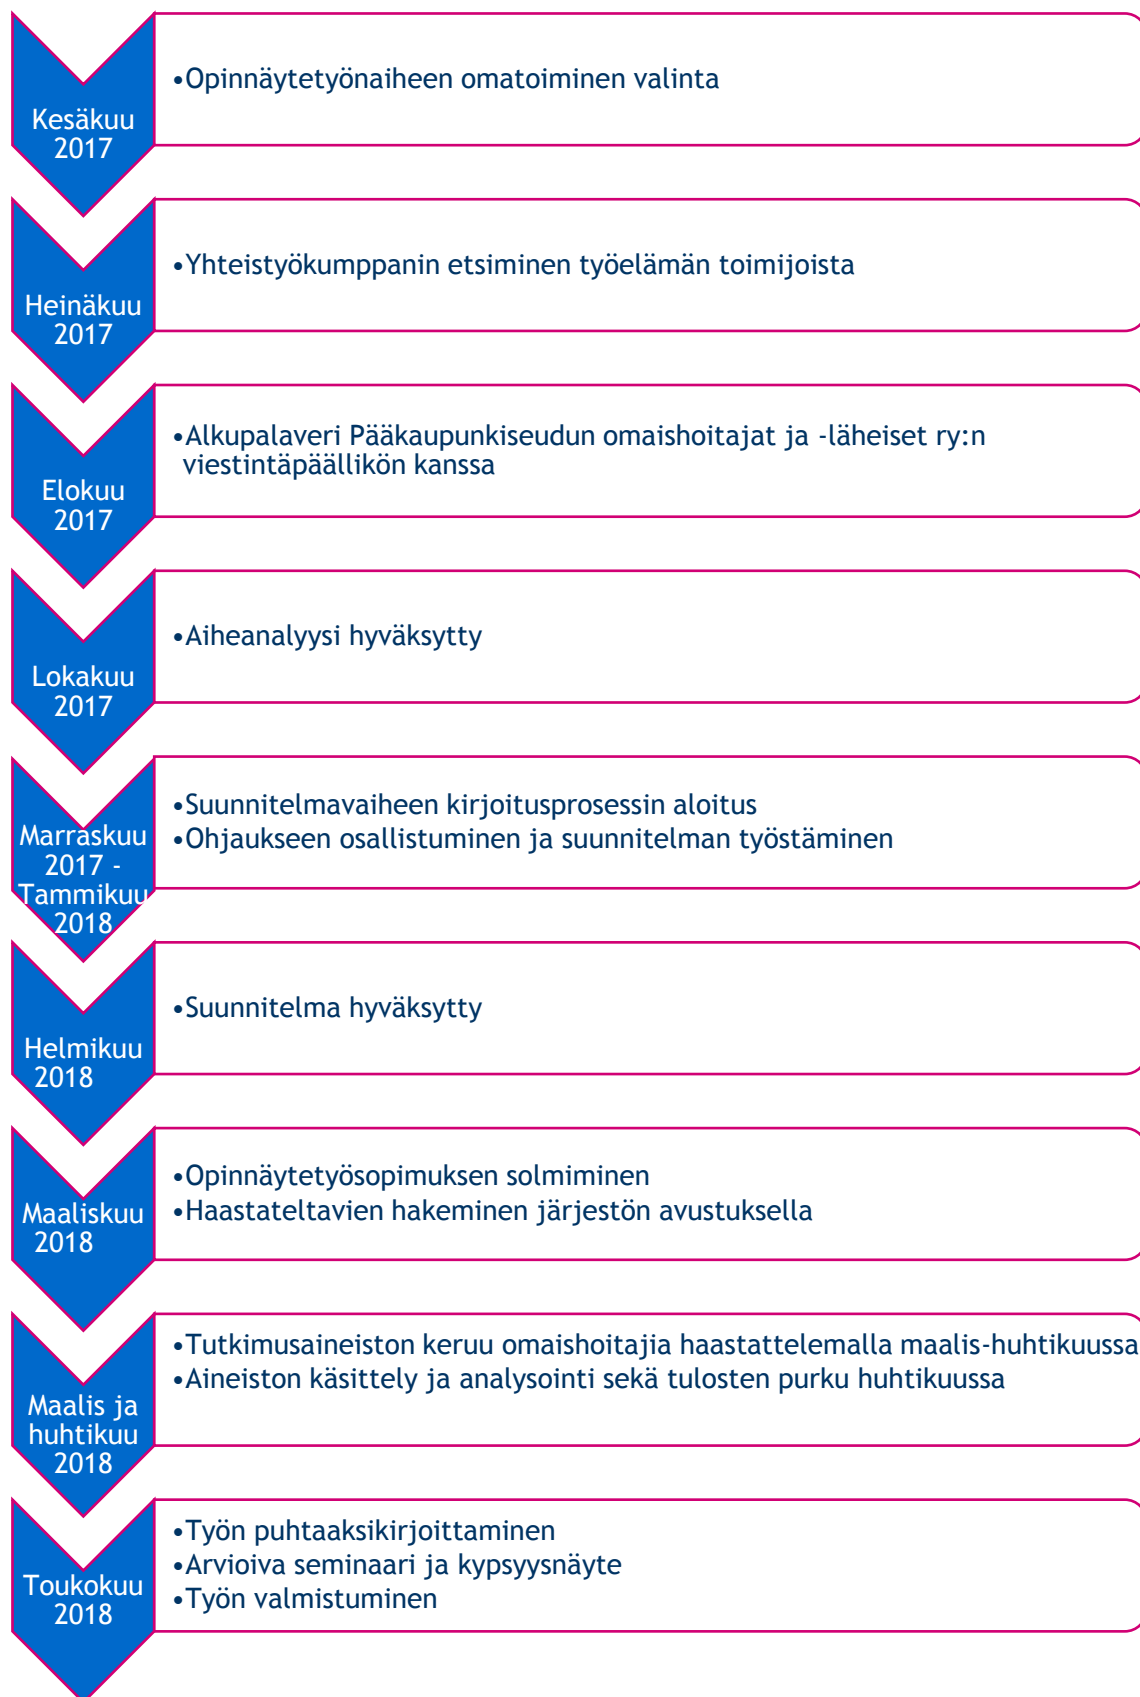 Kesäkuu
2017
•Opinnäytetyönaiheen omatoiminen valinta
Heinäkuu
2017
•Yhteistyökumppanin etsiminen työelämän toimijoista
Elokuu
2017
•Alkupalaveri Pääkaupunkiseudun omaishoitajat ja -läheiset ry:n
viestintäpäällikön kanssa
Lokakuu
2017
•Aiheanalyysi hyväksytty
Marraskuu
2017 -
Tammikuu
2018
•Suunnitelmavaiheen kirjoitusprosessin aloitus
•Ohjaukseen osallistuminen ja suunnitelman työstäminen
Helmikuu
2018
•Suunnitelma hyväksytty
Maaliskuu
2018
•Opinnäytetyösopimuksen solmiminen
•Haastateltavien hakeminen järjestön avustuksella
Maalis ja
huhtikuu
2018
•Tutkimusaineiston keruu omaishoitajia haastattelemalla maalis-huhtikuussa
•Aineiston käsittely ja analysointi sekä tulosten purku huhtikuussa
Toukokuu
2018
•Työn puhtaaksikirjoittaminen
•Arvioiva seminaari ja kypsyysnäyte
•Työn valmistuminen